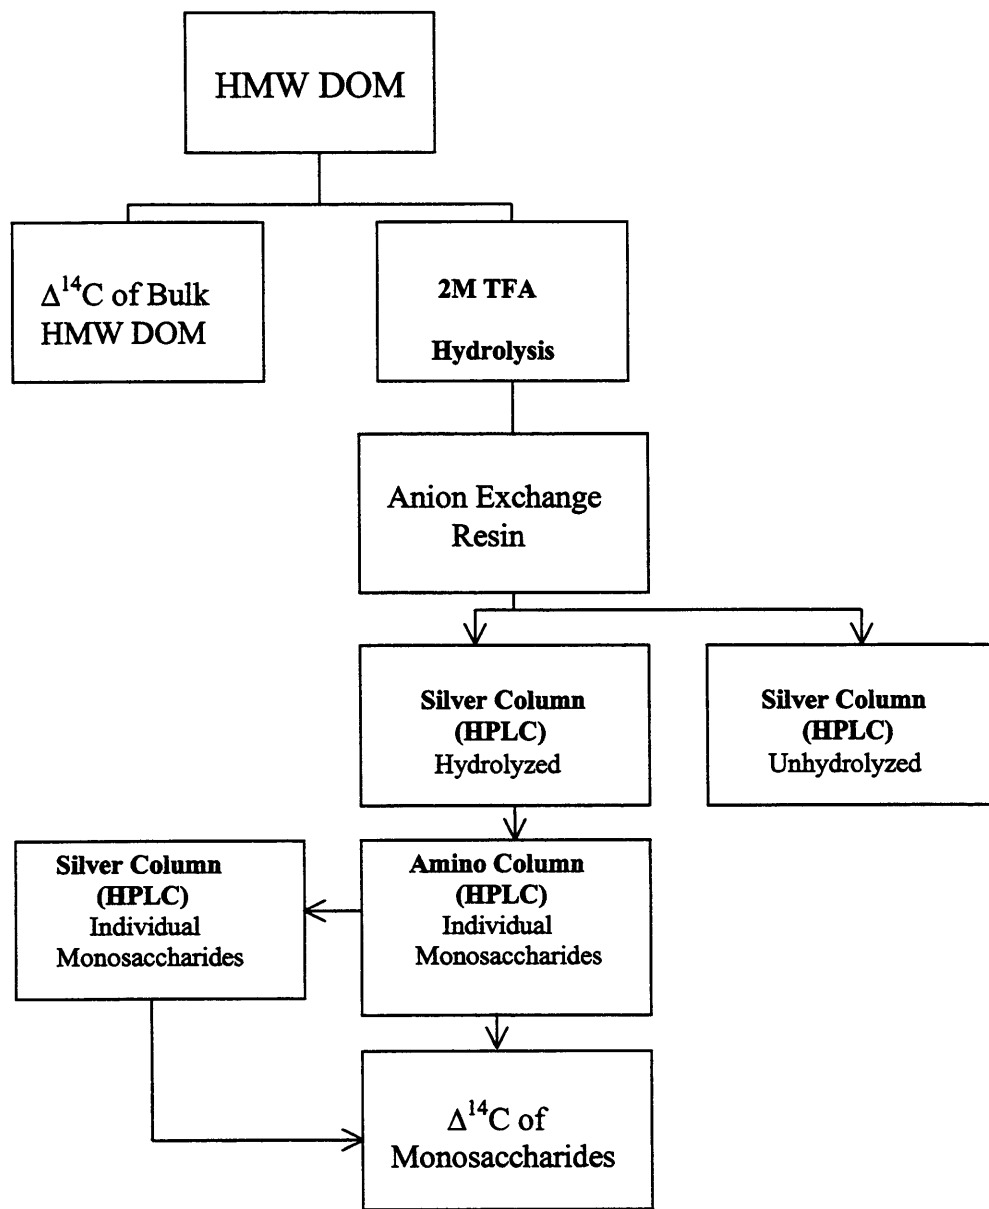 HMW DOM
Δ¹⁴C of Bulk
HMW DOM
2M TFA
Hydrolysis
Anion Exchange
Resin
Silver Column
(HPLC)
Hydrolyzed
Silver Column
(HPLC)
Unhydrolyzed
Silver Column
(HPLC)
Individual
Monosaccharides
Amino Column
(HPLC)
Individual
Monosaccharides
Δ¹⁴C of
Monosaccharides